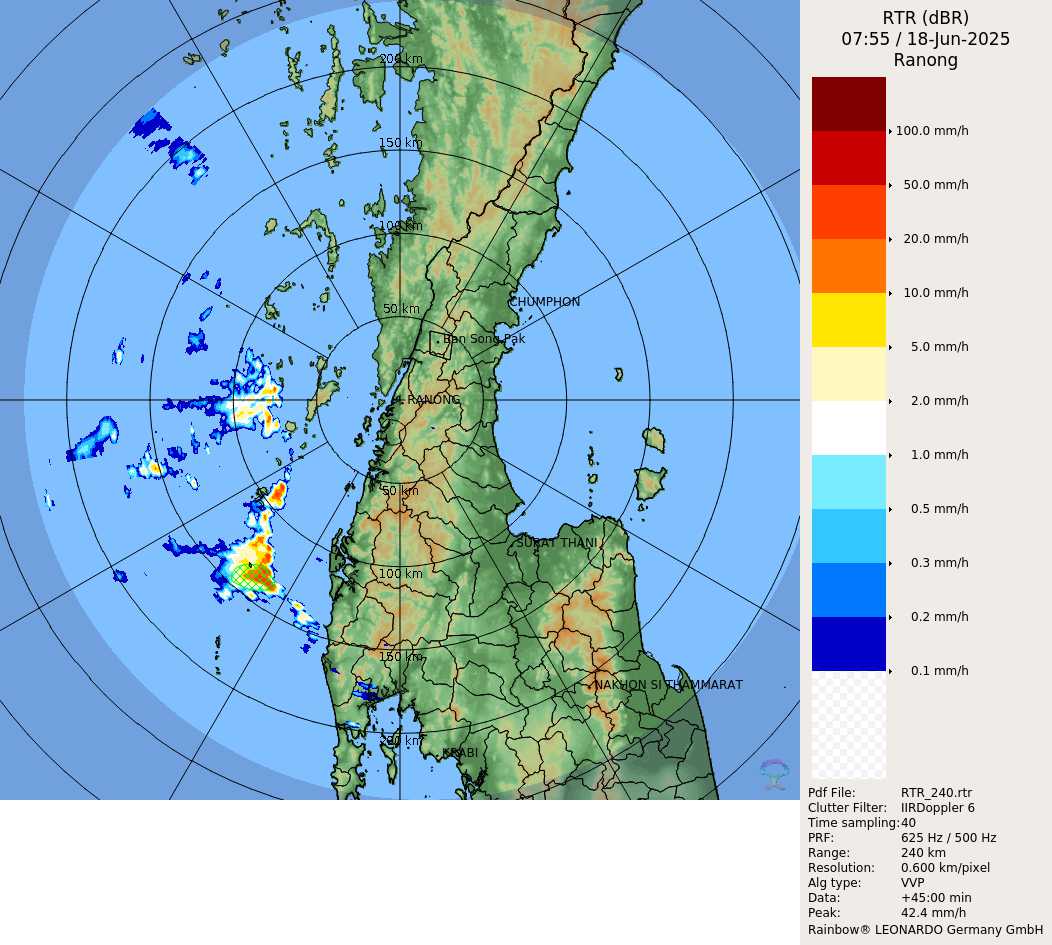 RTR (dBR)
07:55 / 18-Jun-2025
Ranong
200 km
150 km
100 km
50 km
CHUMPHON
Ban Song Pak
RANONG
50 km
SURAT THANI
100 km
150 km
NAKHON SI THAMMARAT
200 km
KRABI
100.0 mm/h
50.0 mm/h
20.0 mm/h
10.0 mm/h
5.0 mm/h
2.0 mm/h
1.0 mm/h
0.5 mm/h
0.3 mm/h
0.2 mm/h
0.1 mm/h
Pdf File: RTR_240.rtr
Clutter Filter: IIRDoppler 6
Time sampling: 40
PRF: 625 Hz / 500 Hz
Range: 240 km
Resolution: 0.600 km/pixel
Alg type: VVP
Data: +45:00 min
Peak: 42.4 mm/h
Rainbow® LEONARDO Germany GmbH